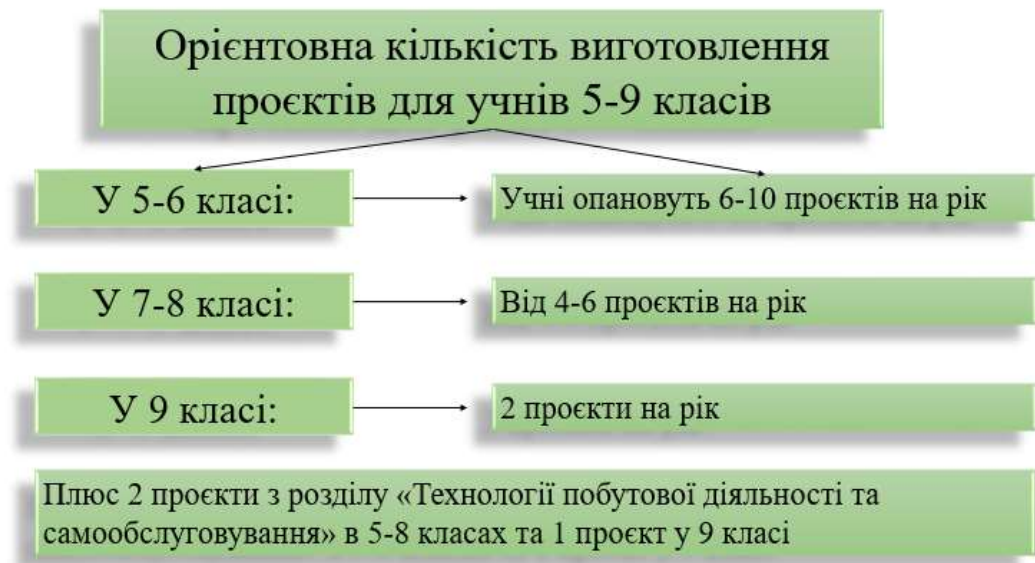 Орієнтовна кількість виготовлення
проєктів для учнів 5-9 класів
У 5-6 класі:
Учні опановуть 6-10 проєктів на рік
У 7-8 класі:
Від 4-6 проєктів на рік
У 9 класі:
2 проєкти на рік
Плюс 2 проєкти з розділу «Технології побутової діяльності та
самообслуговування» в 5-8 класах та 1 проєкт у 9 класі